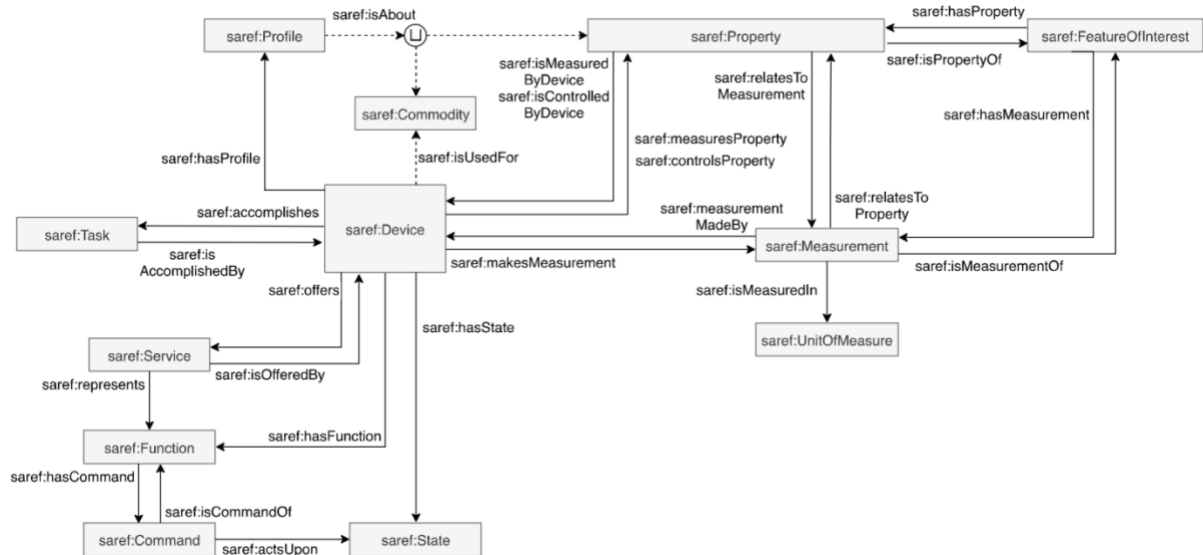 saref:isAbout
saref:hasProperty
saref:Profile
⊔
saref:Property
saref:FeatureOfInterest
saref:isPropertyOf
saref:isMeasured
ByDevice
saref:isControlled
ByDevice
saref:relatesTo
Measurement
saref:Commodity
saref:hasMeasurement
saref:measuresProperty
saref:controlsProperty
saref:hasProfile
saref:isUsedFor
saref:accomplishes
saref:relatesTo
Property
saref:measurement
MadeBy
saref:Task
saref:Device
saref:Measurement
saref:is
AccomplishedBy
saref:makesMeasurement
saref:isMeasurementOf
saref:offers
saref:isMeasuredIn
saref:hasState
saref:UnitOfMeasure
saref:Service
saref:isOfferedBy
saref:represents
saref:hasFunction
saref:Function
saref:hasCommand
saref:isCommandOf
saref:Command
saref:actsUpon
saref:State